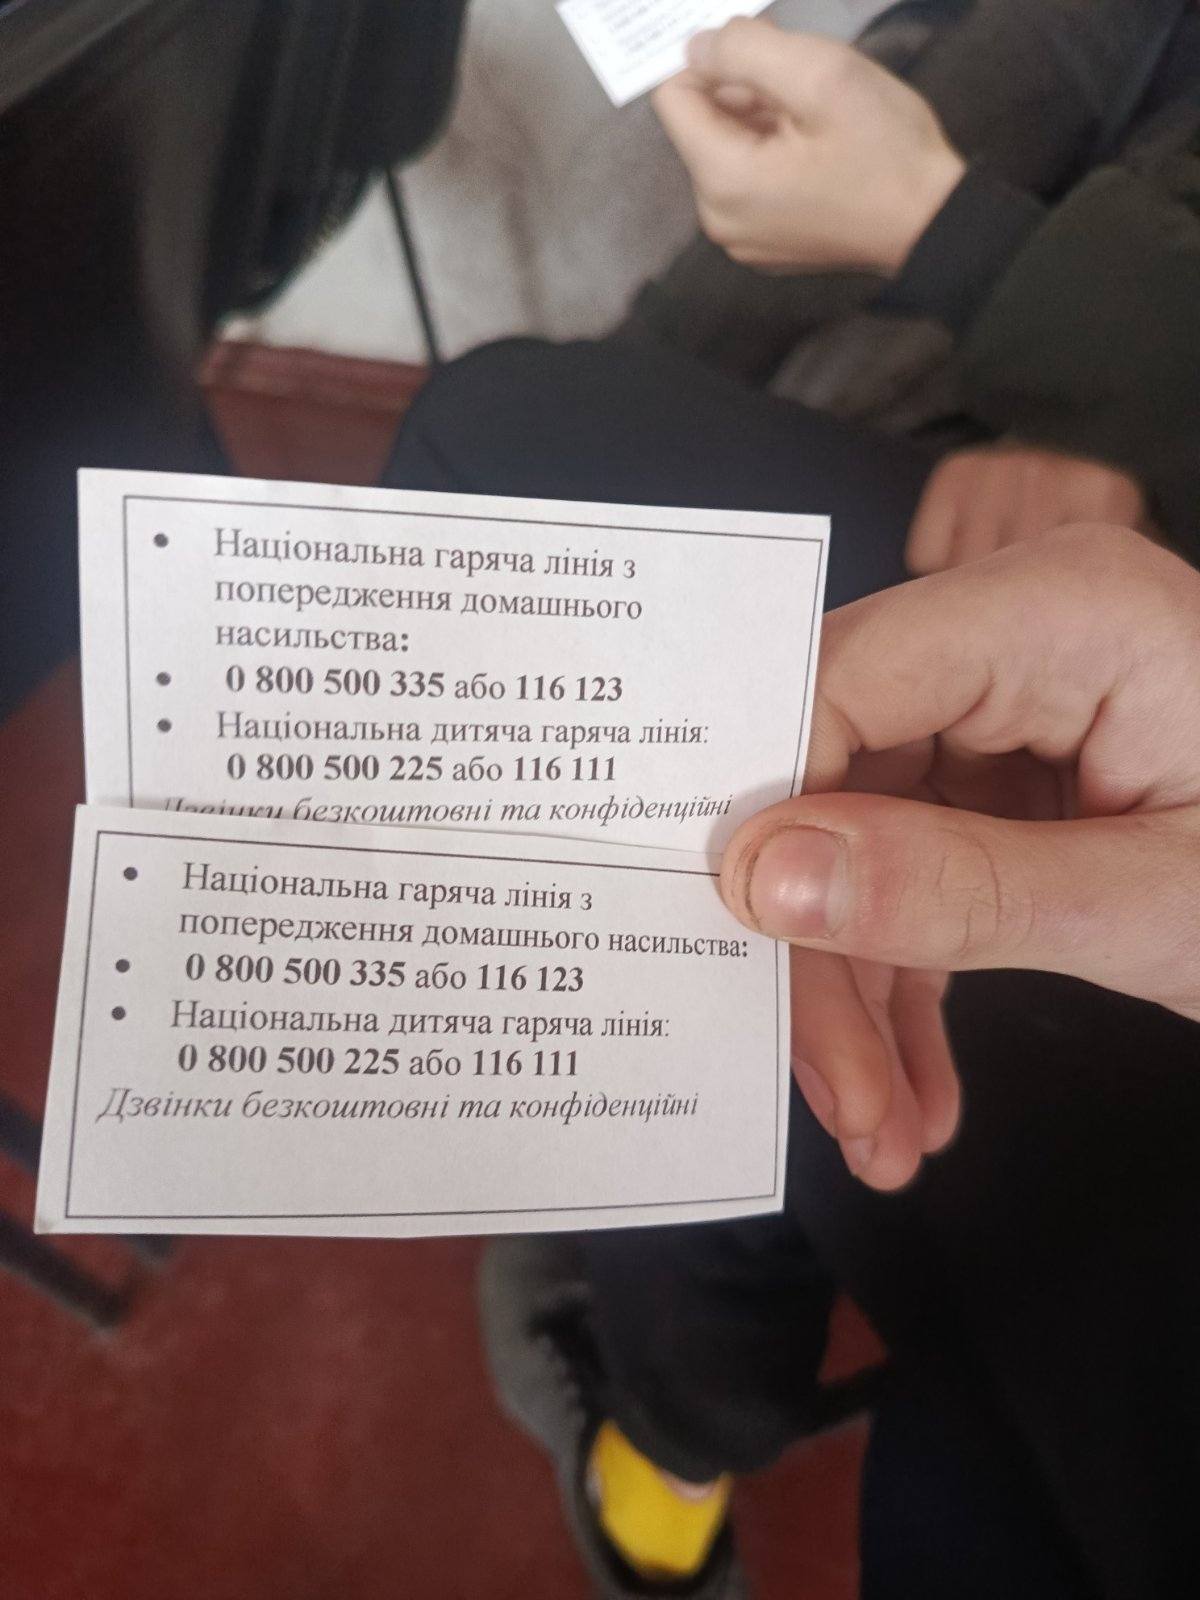 • Національна гаряча лінія з
попередження домашнього
насильства:
• 0 800 500 335 або 116 123
• Національна дитяча гаряча лінія:
0 800 500 225 або 116 111
Дзвінки безкоштовні та конфіденційні
• Національна гаряча лінія з
попередження домашнього насильства:
• 0 800 500 335 або 116 123
• Національна дитяча гаряча лінія:
0 800 500 225 або 116 111
Дзвінки безкоштовні та конфіденційні